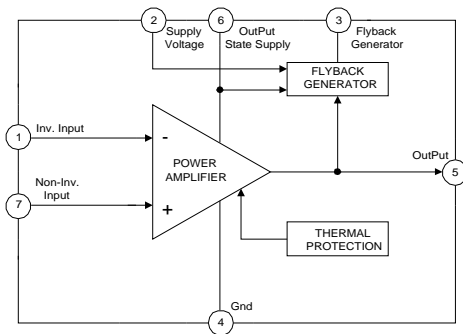 2
Supply
Voltage
6
OutPut
State Supply
3
Flyback
Generator
FLYBACK
GENERATOR
1
Inv. Input
-
POWER
AMPLIFIER
OutPut
5
Non-Inv.
Input
7
+
THERMAL
PROTECTION
Gnd
4